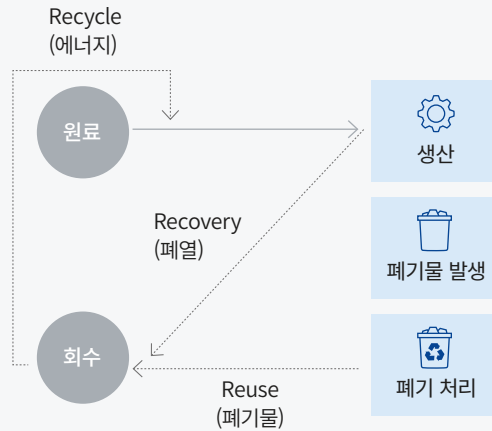 Recycle
(에너지)
원료
생산
Recovery
(폐열)
폐기물 발생
회수
폐기 처리
Reuse
(폐기물)